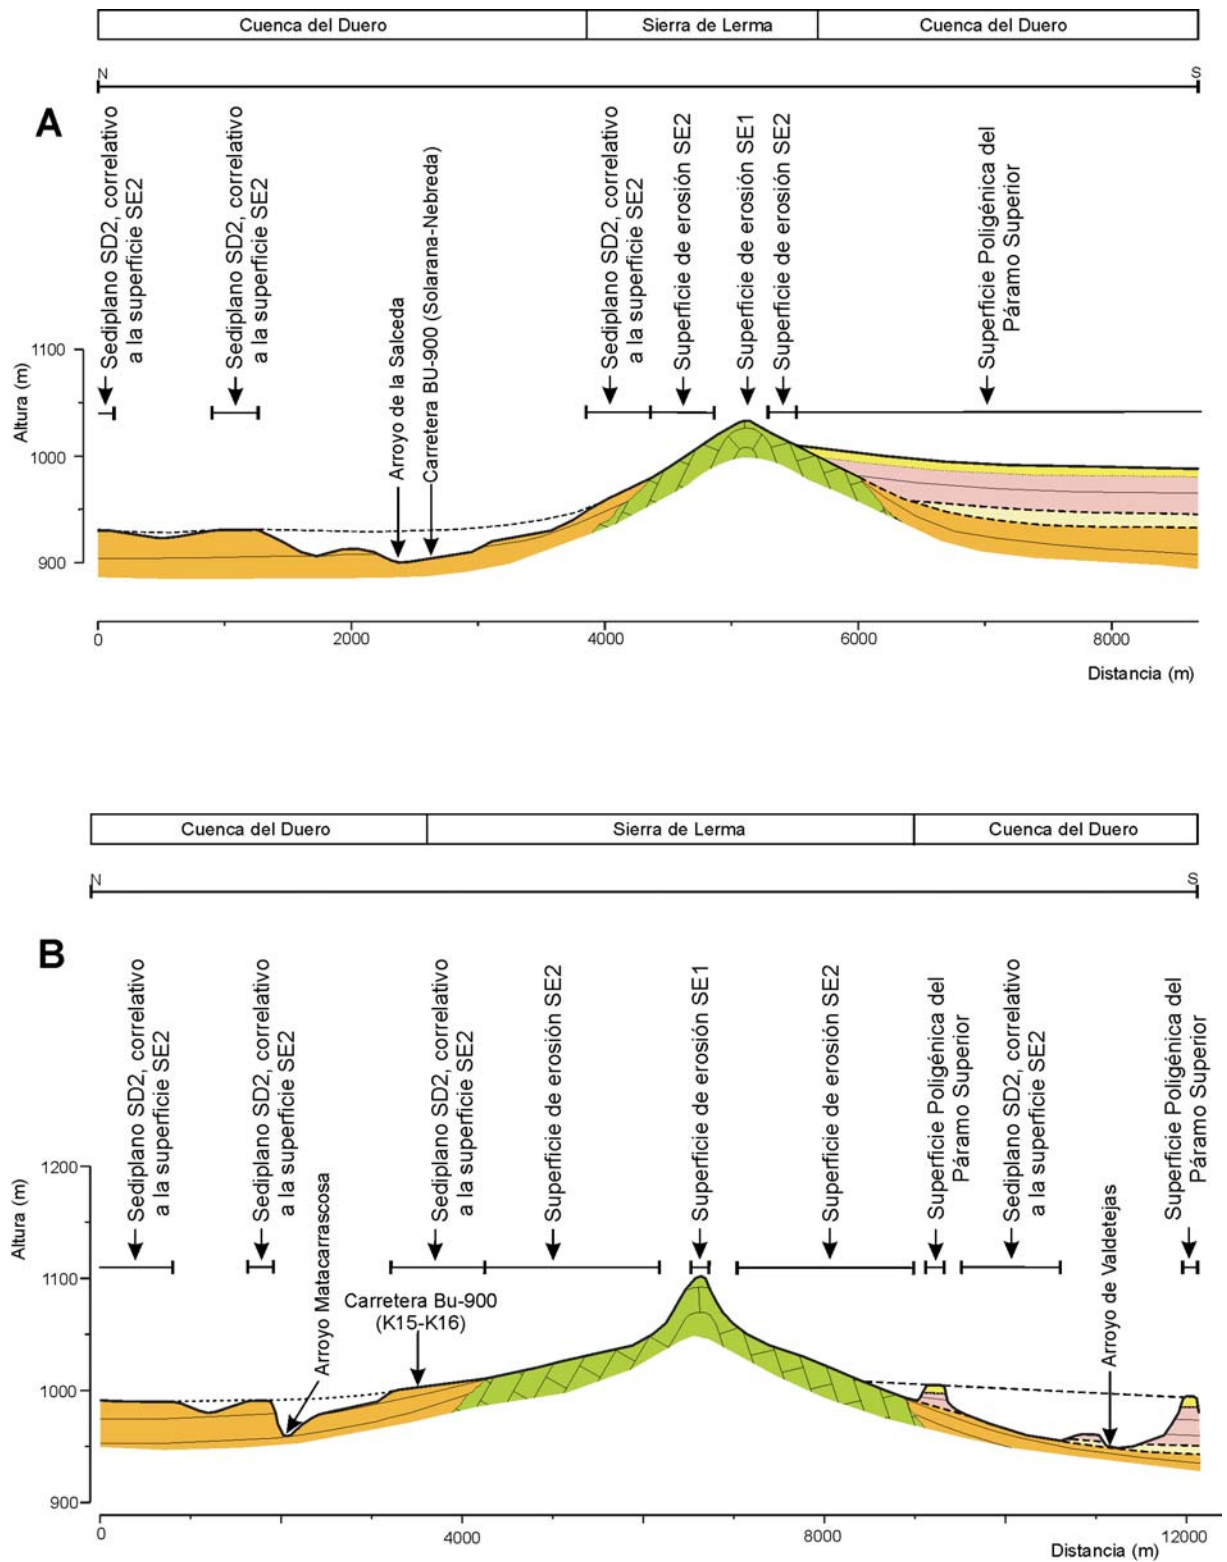 Cuenca del Duero
Sierra de Lerma
Cuenca del Duero
N
S
A
Sediplano SD2, correlativo
a la superficie SE2
Sediplano SD2, correlativo
a la superficie SE2
Arroyo de la Salceda
Carretera BU-900 (Solarana-Nebreda)
Sediplano SD2, correlativo
a la superficie SE2
Superficie de erosión SE2
Superficie de erosión SE1
Superficie de erosión SE2
Superficie Poligénica del
Páramo Superior
Altura (m)
1100
1000
900
0
2000
4000
6000
8000
Distancia (m)
Cuenca del Duero
Sierra de Lerma
Cuenca del Duero
N
S
B
Sediplano SD2, correlativo
a la superficie SE2
Sediplano SD2, correlativo
a la superficie SE2
Arroyo Matacarrascosa
Carretera Bu-900
(K15-K16)
Sediplano SD2, correlativo
a la superficie SE2
Superficie de erosión SE2
Superficie de erosión SE1
Superficie de erosión SE2
Superficie Poligénica del
Páramo Superior
Sediplano SD2, correlativo
a la superficie SE2
Arroyo de Valdetejas
Superficie Poligénica del
Páramo Superior
Altura (m)
1200
1100
1000
900
0
4000
8000
12000
Distancia (m)